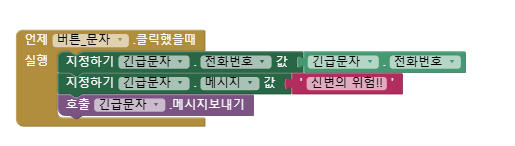 언제 버튼_문자 .클릭했을때
실행 지정하기 긴급문자 . 전화번호 값 긴급문자 . 전화번호
지정하기 긴급문자 . 메시지 값 " 신변의 위험!! "
호출 긴급문자 .메시지보내기